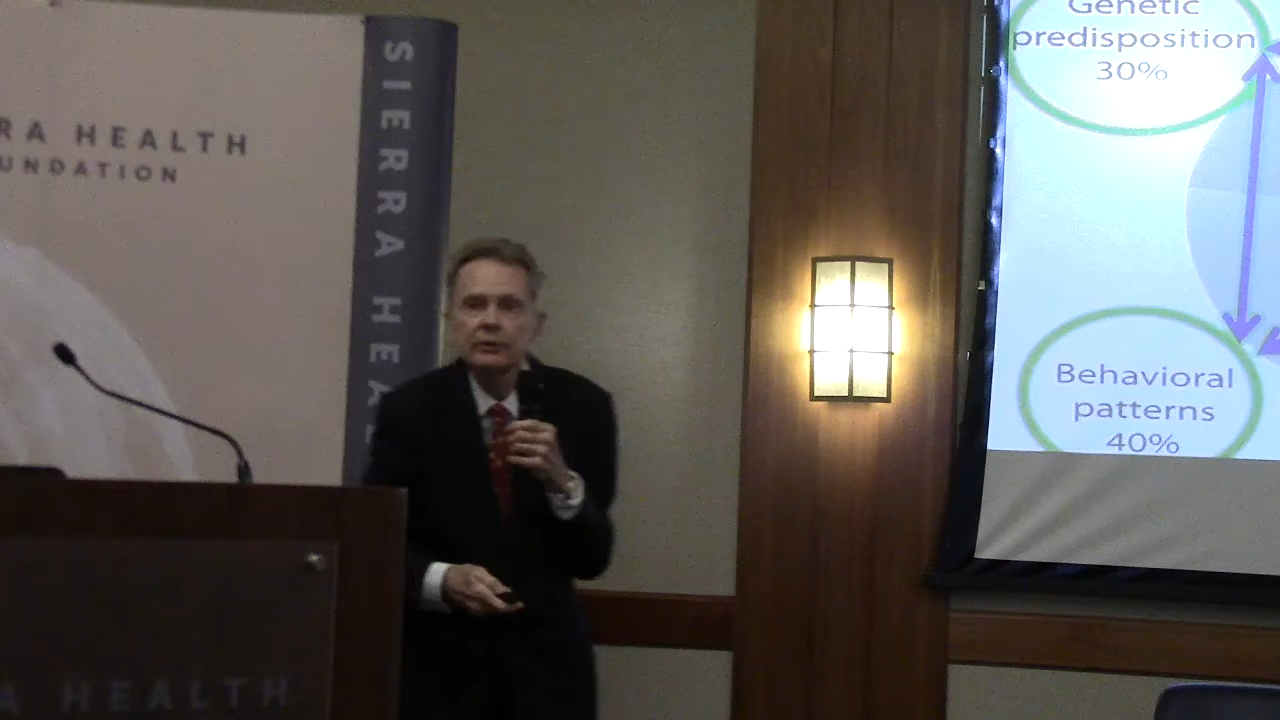 RA HEALTH
UNDATION
SIERRA HEA
Genetic
predisposition
30%
Behavioral
patterns
40%
A HEALTH